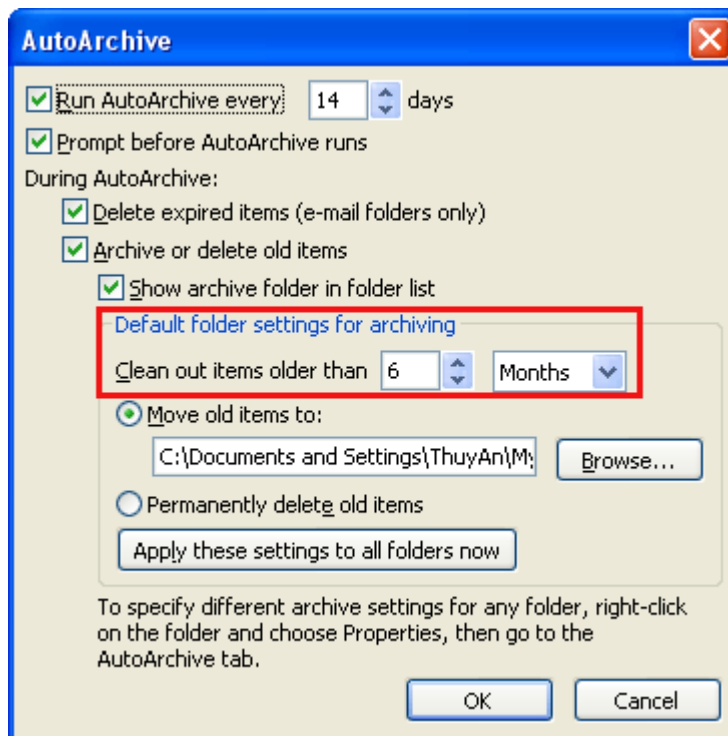 AutoArchive
Run AutoArchive every 14 days
Prompt before AutoArchive runs
During AutoArchive:
Delete expired items (e-mail folders only)
Archive or delete old items
Show archive folder in folder list
Default folder settings for archiving
Clean out items older than 6 Months
Move old items to:
C:\Documents and Settings\ThuyAn\My Browse...
Permanently delete old items
Apply these settings to all folders now
To specify different archive settings for any folder, right-click
on the folder and choose Properties, then go to the
AutoArchive tab.
OK Cancel